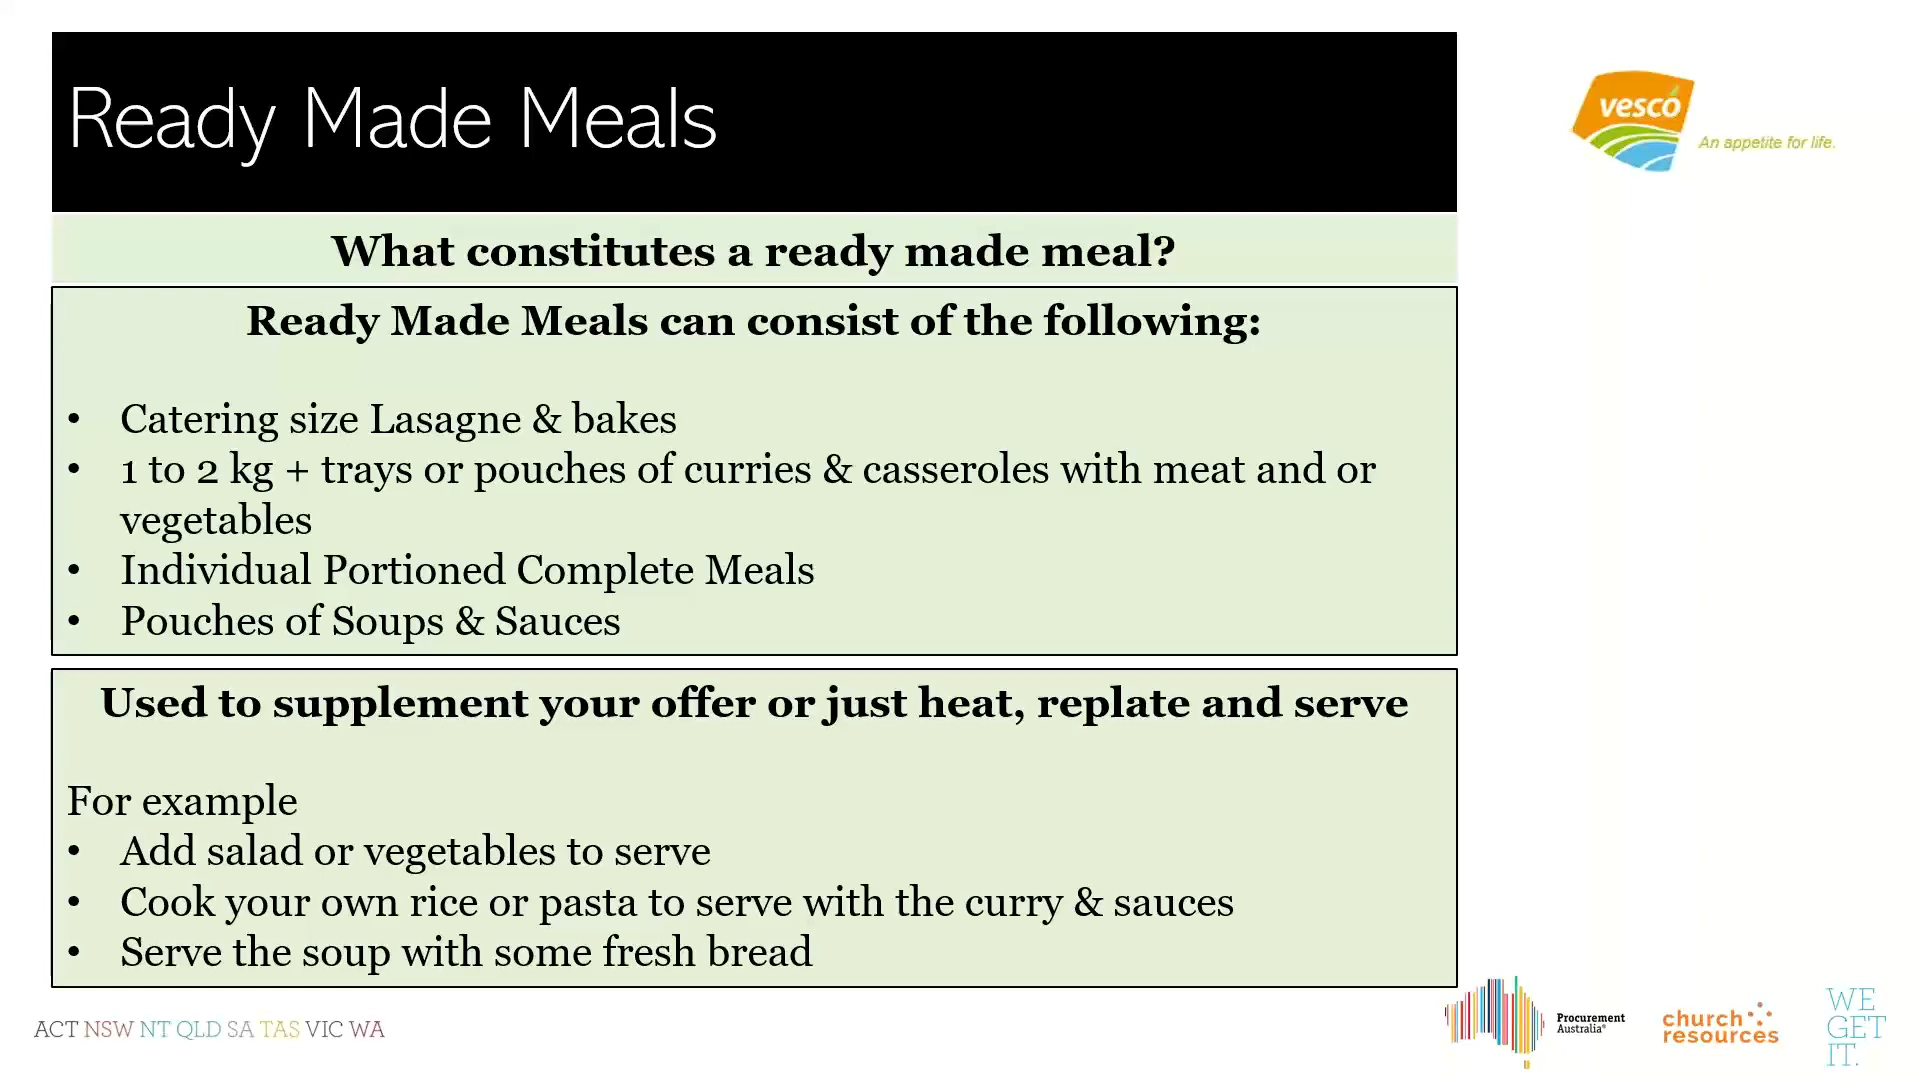 Ready Made Meals
vesco
An appetite for life.
What constitutes a ready made meal?
Ready Made Meals can consist of the following:
• Catering size Lasagne & bakes
• 1 to 2 kg + trays or pouches of curries & casseroles with meat and or
vegetables
• Individual Portioned Complete Meals
• Pouches of Soups & Sauces
Used to supplement your offer or just heat, replate and serve
For example
• Add salad or vegetables to serve
• Cook your own rice or pasta to serve with the curry & sauces
• Serve the soup with some fresh bread
ACT NSW NT QLD SA TAS VIC WA
Procurement
Australia®
church
resources
WE
GET
IT.